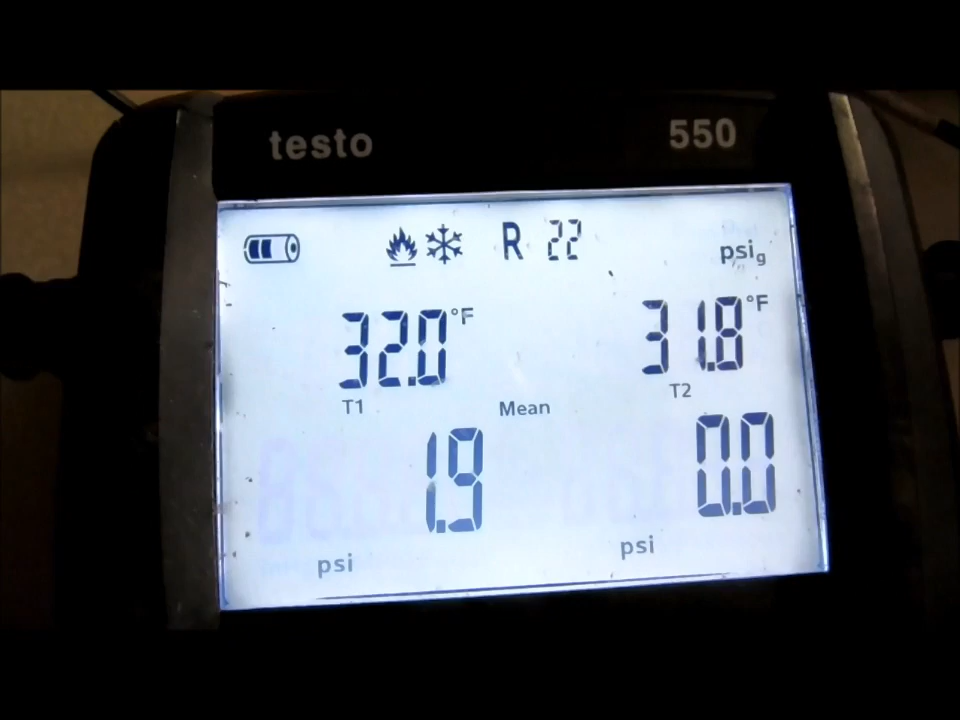 testo 550
R 22 psig
32.0 °F 31.8 °F
T1 Mean T2
1.9 0.0
psi psi